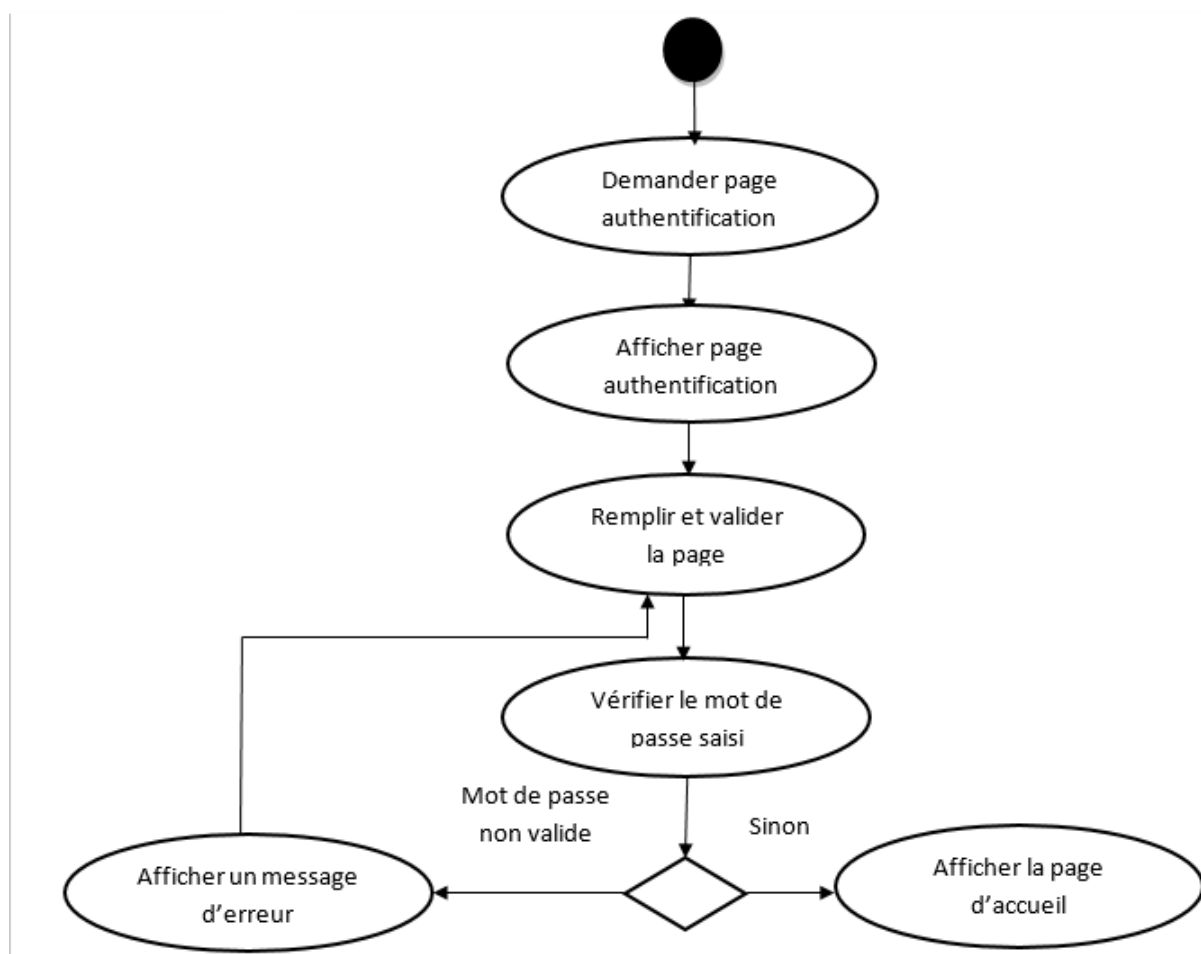 Demander page
authentification
Afficher page
authentification
Remplir et valider
la page
Vérifier le mot de
passe saisi
Mot de passe
non valide
Sinon
Afficher un message
d’erreur
Afficher la page
d’accueil